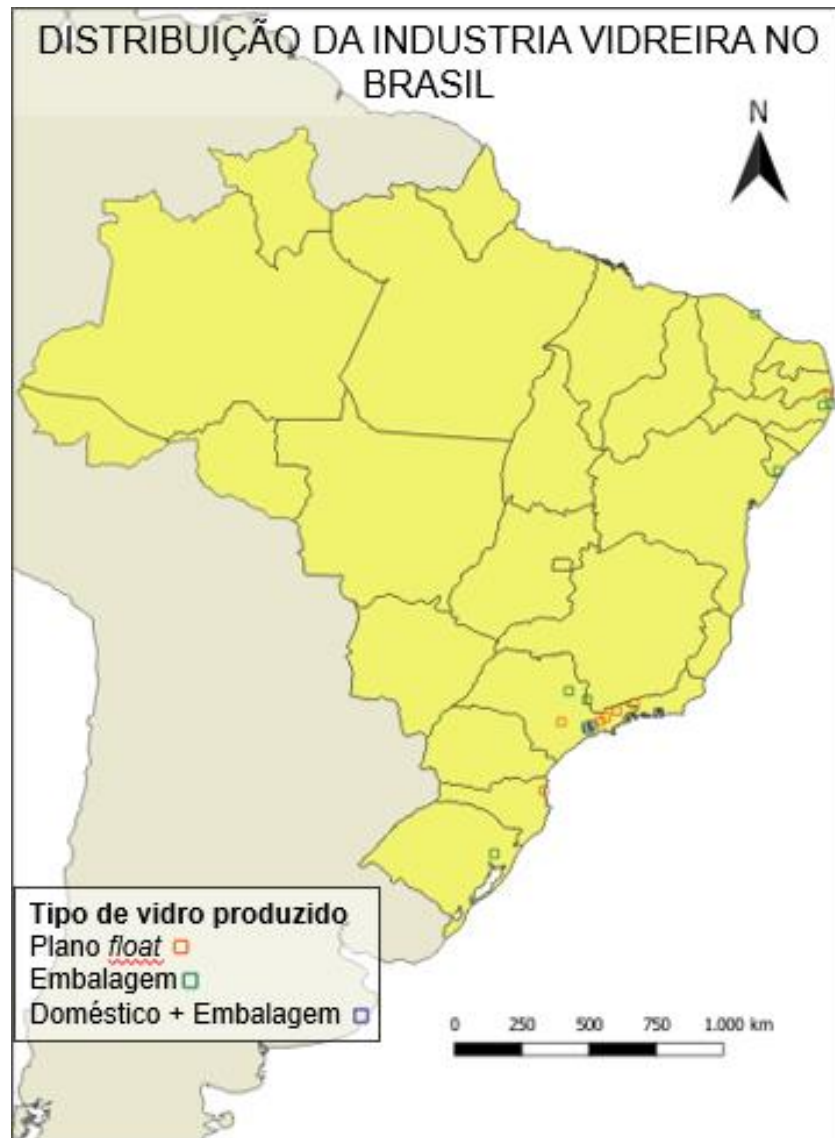 DISTRIBUIÇÃO DA INDUSTRIA VIDREIRA NO
BRASIL
N
Tipo de vidro produzido
Plano float
Embalagem
Doméstico + Embalagem
0 250 500 750 1.000 km